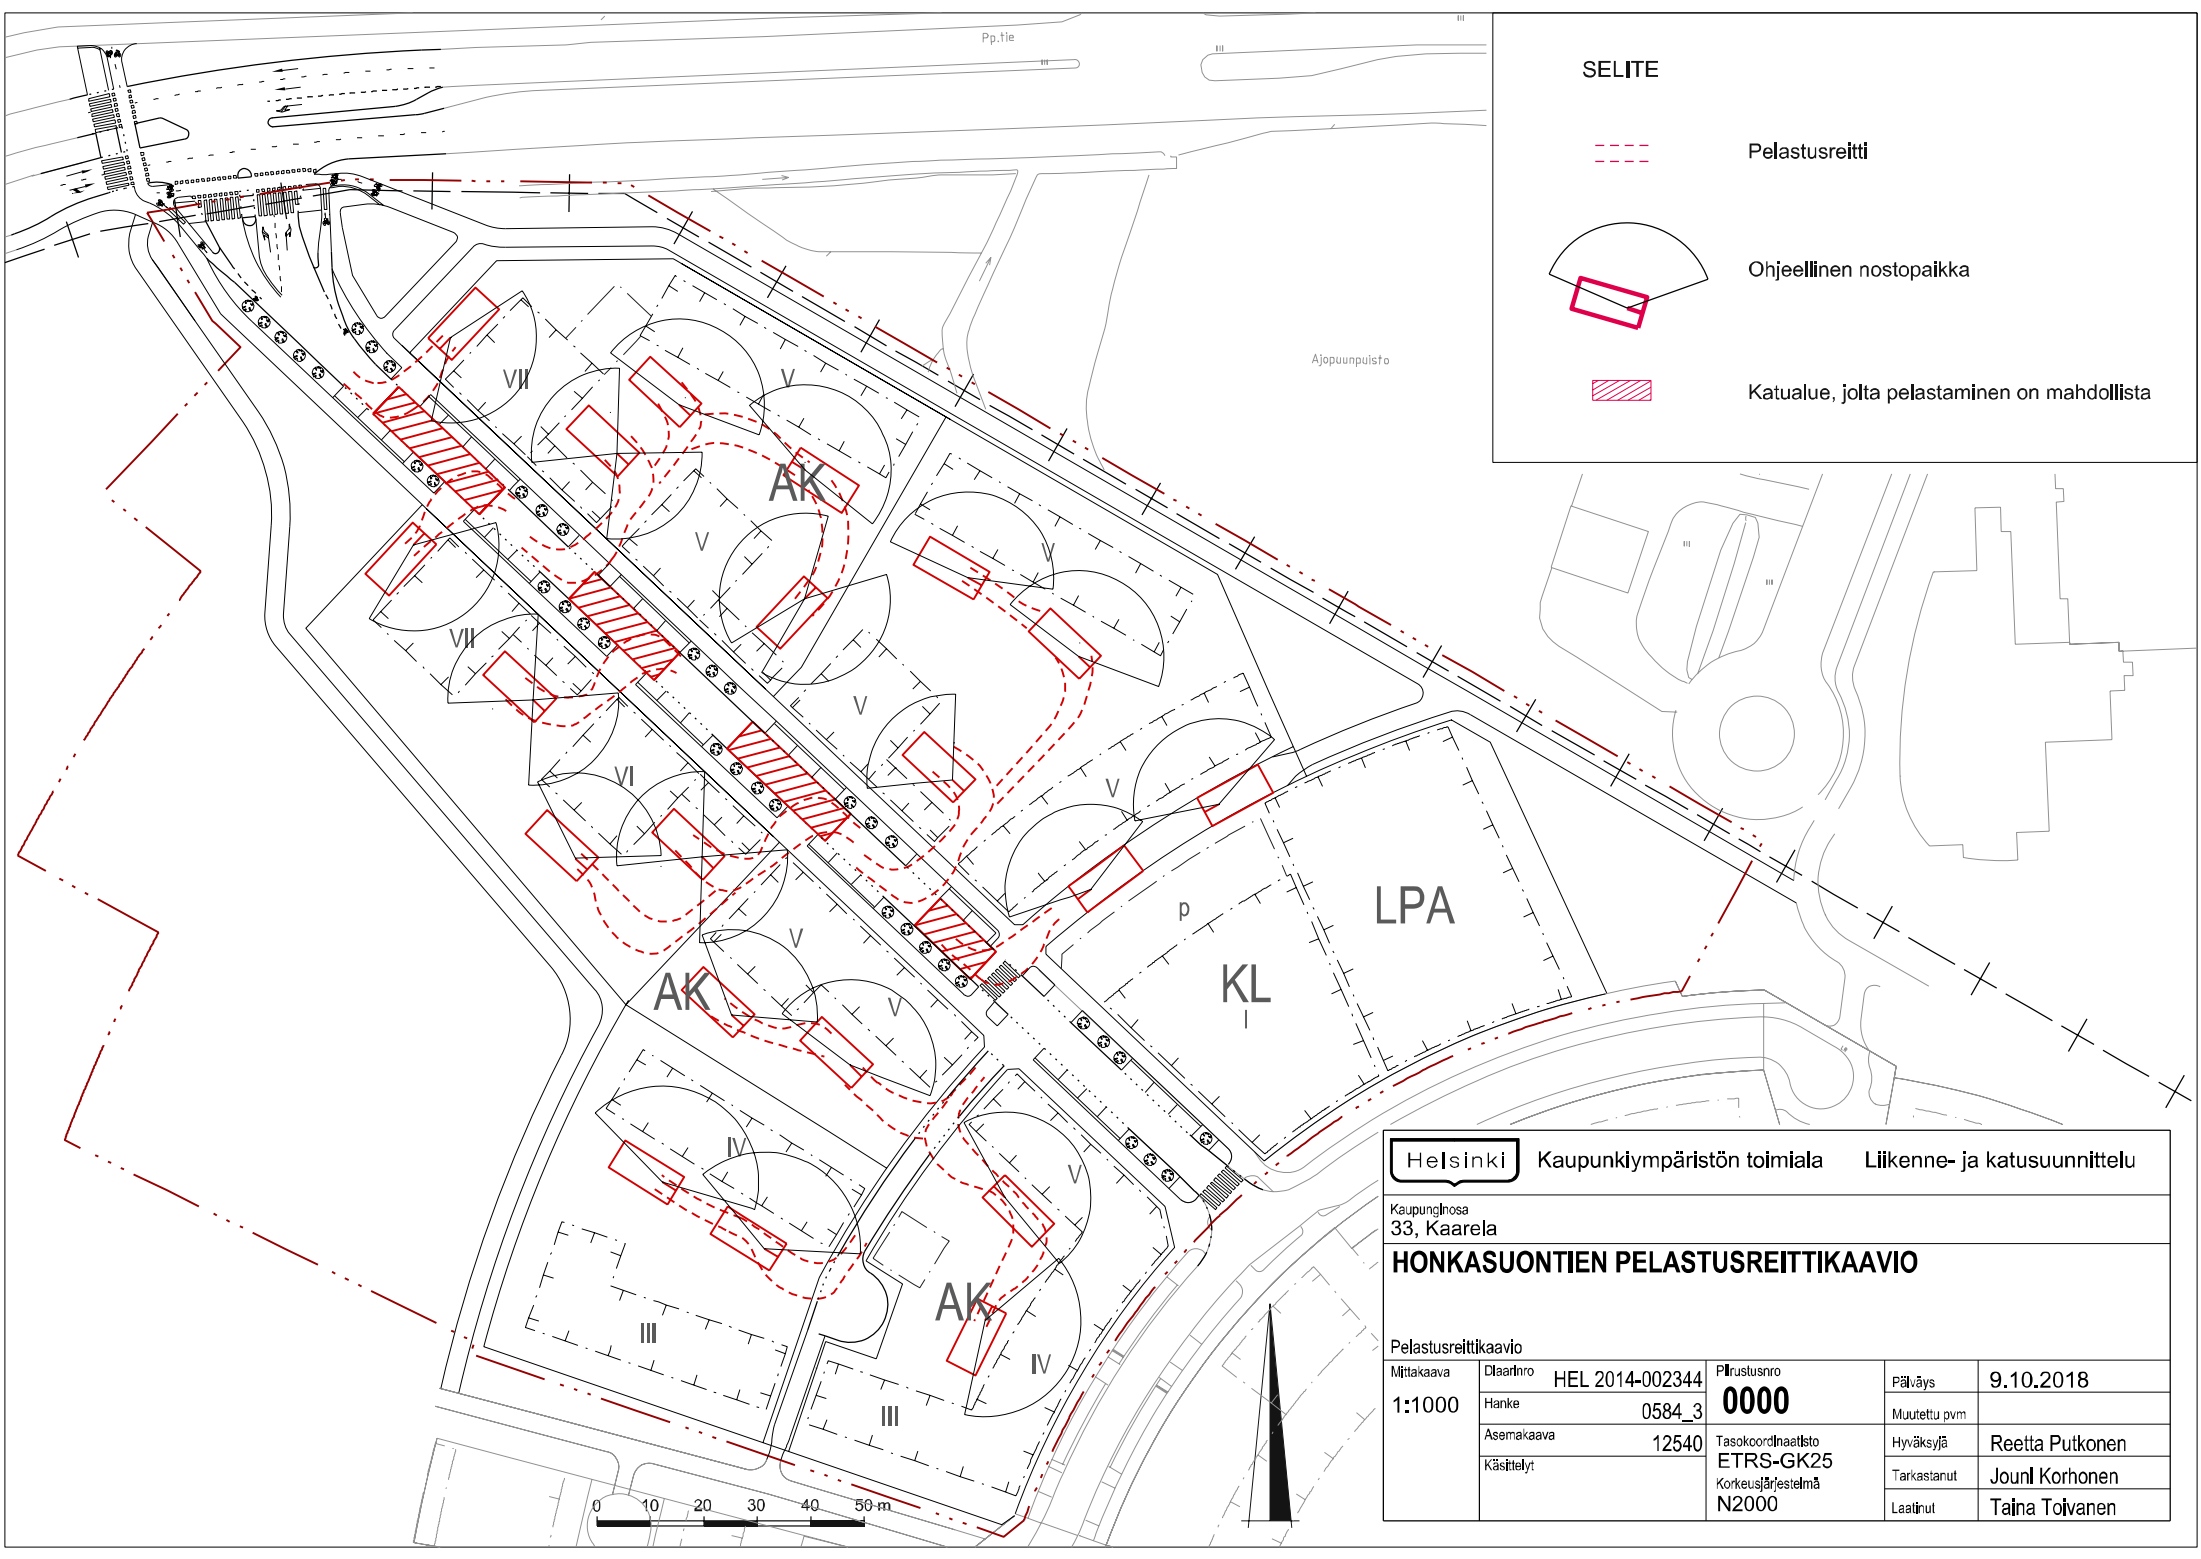 Pp.tie
SELITE
Pelastusreitti
Ohjeellinen nostopaikka
Katualue, jolta pelastaminen on mahdollista
Ajopuunpuisto
VII
V
AK
V
V
VII
V
VI
V
V
AK
V
p
LPA
KL
I
IV
V
AK
III
IV
III
0 10 20 30 40 50 m
Helsinki
Kaupunkiympäristön toimiala Liikenne- ja katusuunnittelu
Kaupunginosa
33, Kaarela
HONKASUONTIEN PELASTUSREITTIKAAVIO
Pelastusreittikaavio
Mittakaava
1:1000
Diaarinro HEL 2014-002344
Hanke 0584_3
Asemakaava 12540
Käsittelyt
Piirustusnro
0000
Tasokoordinaatisto
ETRS-GK25
Korkeusjärjestelmä
N2000
Päiväys 9.10.2018
Muutettu pvm
Hyväksyjä Reetta Putkonen
Tarkastanut Jouni Korhonen
Laatinut Taina Toivanen